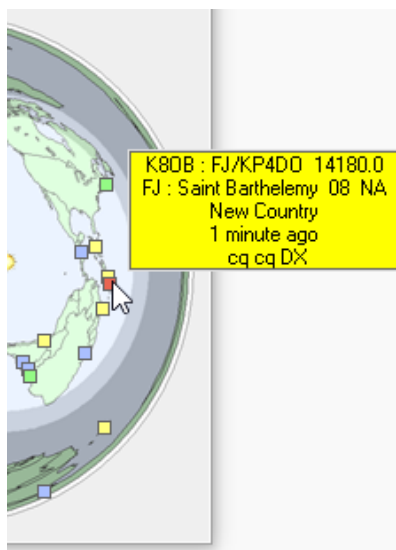 K8OB : FJ/KP4DO 14180.0
FJ : Saint Barthelemy 08 NA
New Country
1 minute ago
cq cq DX